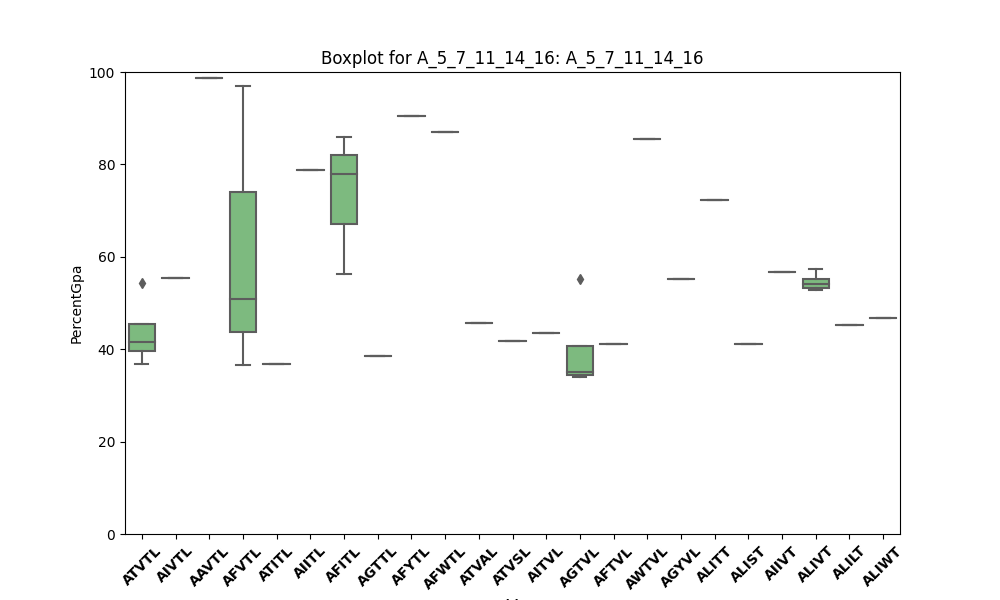 Boxplot for A_5_7_11_14_16: A_5_7_11_14_16
PercentGpa
100
80
60
40
20
0
ATVTL
AIVTL
AAVTL
AFVTL
ATITL
AIITL
AFITL
AGTTL
AFYTL
AFWTL
ATVAL
ATVSL
AITVL
AGTVL
AFTVL
AWTVL
AGYVL
ALITT
ALIST
AIIVT
ALIVT
ALILT
ALIWT